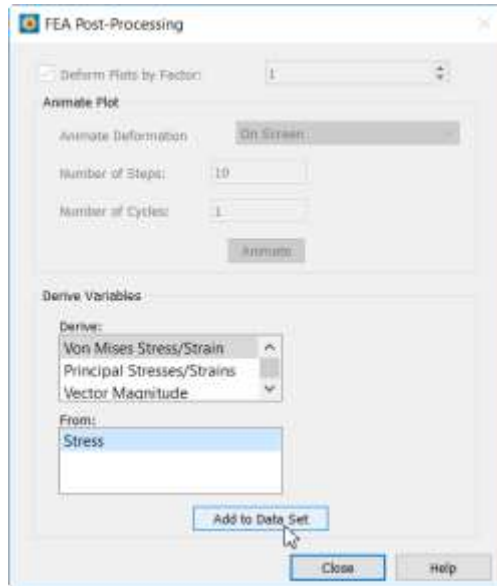 FEA Post-Processing
Deform Plots by Factor:
1
Animate Plot
Animate Deformation
On Screen
Number of Steps:
10
Number of Cycles:
1
Animate
Derive Variables
Derive:
Von Mises Stress/Strain
Principal Stresses/Strains
Vector Magnitude
From:
Stress
Add to Data Set
Close
Help